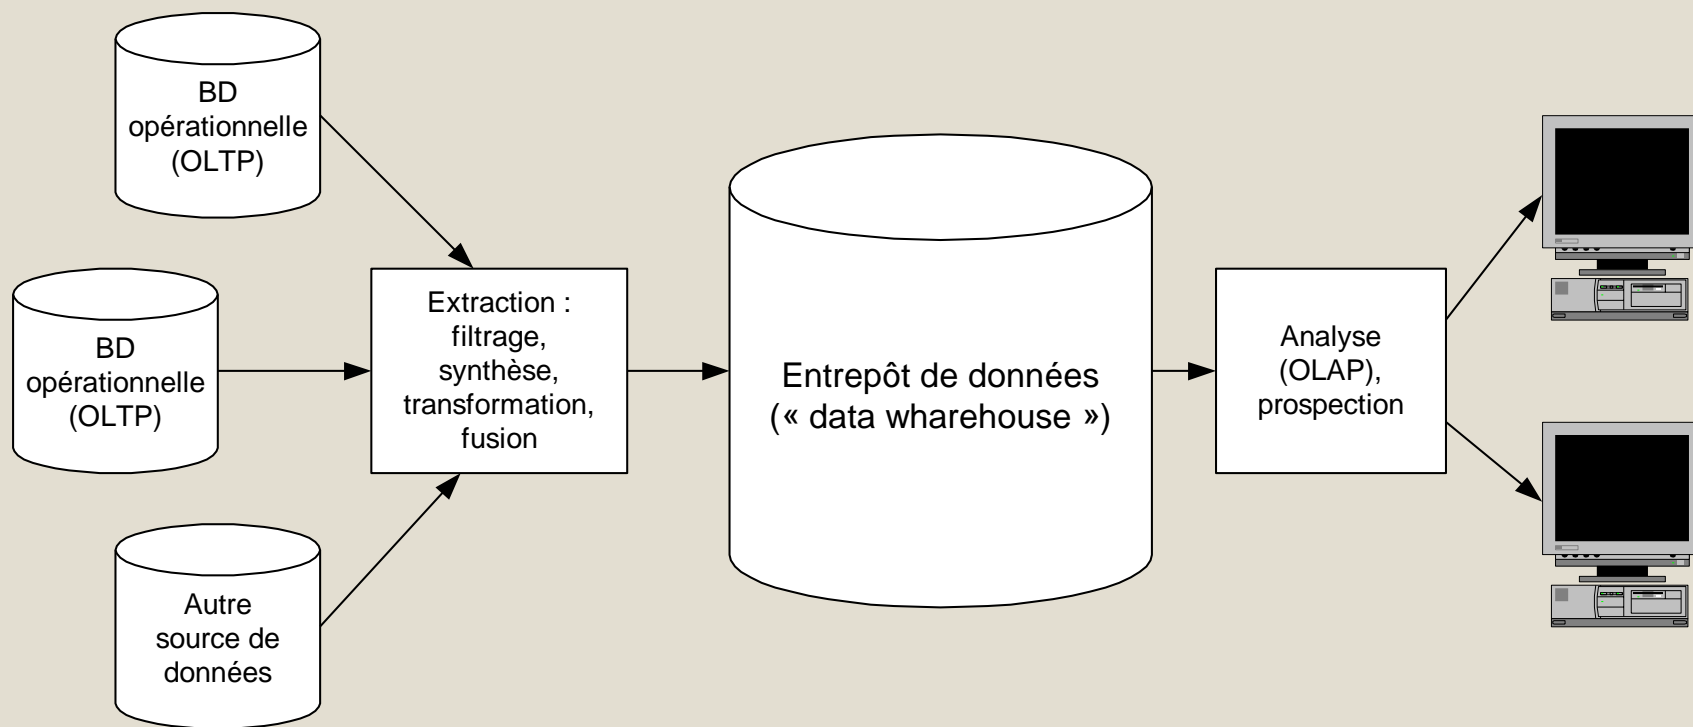 BD
opérationnelle
(OLTP)
BD
opérationnelle
(OLTP)
Autre
source de
données
Extraction :
filtrage,
synthèse,
transformation,
fusion
Entrepôt de données
(« data wharehouse »)
Analyse
(OLAP),
prospection